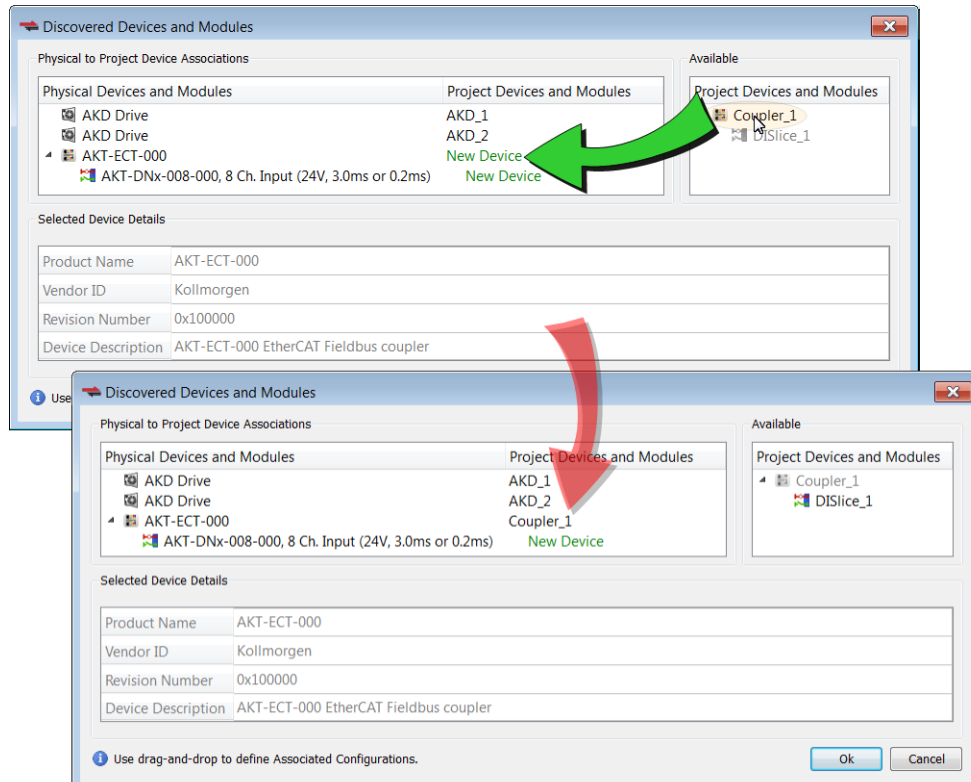 Discovered Devices and Modules
Physical to Project Device Associations
Available
Physical Devices and Modules Project Devices and Modules
Project Devices and Modules
AKD Drive AKD_1
Coupler_1
AKD Drive AKD_2
DISlice_1
AKT-ECT-000 New Device
AKT-DNx-008-000, 8 Ch. Input (24V, 3.0ms or 0.2ms) New Device
Selected Device Details
Product Name AKT-ECT-000
Vendor ID Kollmorgen
Revision Number 0x100000
Device Description AKT-ECT-000 EtherCAT Fieldbus coupler
Use
Discovered Devices and Modules
Physical to Project Device Associations
Available
Physical Devices and Modules Project Devices and Modules
Project Devices and Modules
AKD Drive AKD_1
Coupler_1
AKD Drive AKD_2
DISlice_1
AKT-ECT-000 Coupler_1
AKT-DNx-008-000, 8 Ch. Input (24V, 3.0ms or 0.2ms) New Device
Selected Device Details
Product Name AKT-ECT-000
Vendor ID Kollmorgen
Revision Number 0x100000
Device Description AKT-ECT-000 EtherCAT Fieldbus coupler
Use drag-and-drop to define Associated Configurations.
Ok Cancel